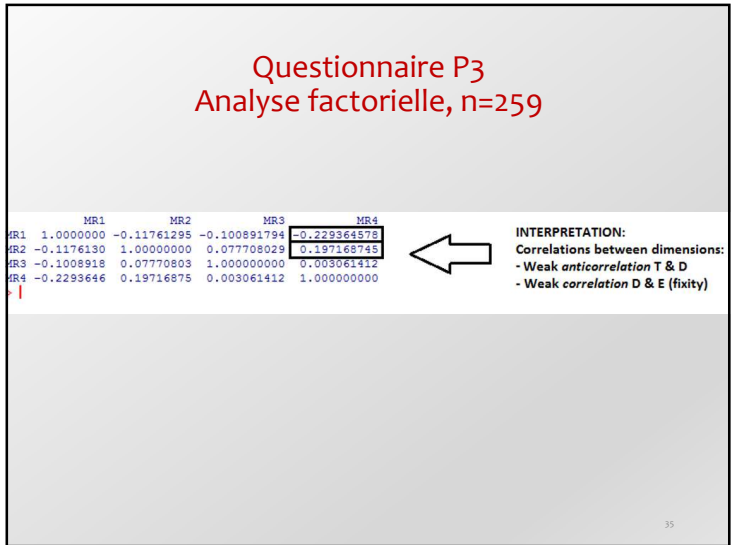 Questionnaire P3
Analyse factorielle, n=259
MR1 MR2 MR3 MR4
MR1 1.0000000 -0.11761295 -0.100891794 -0.229364578
MR2 -0.1176130 1.00000000 0.077708029 0.197168745
MR3 -0.1008918 0.07770803 1.000000000 0.003061412
MR4 -0.2293646 0.19716875 0.003061412 1.000000000
>
INTERPRETATION:
Correlations between dimensions:
- Weak anticorrelation T & D
- Weak correlation D & E (fixity)
35